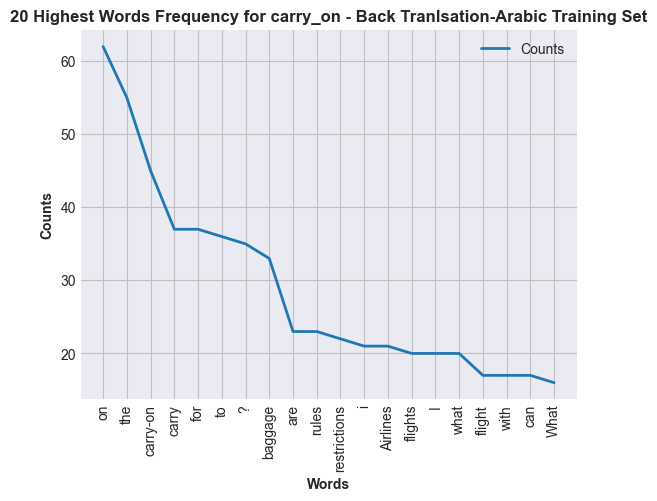 20 Highest Words Frequency for carry_on - Back Tranlsation-Arabic Training Set
Counts
60
50
40
30
20
Counts
on
the
carry-on
carry
for
to
?
baggage
are
rules
restrictions
i
Airlines
flights
I
what
flight
with
can
What
Words